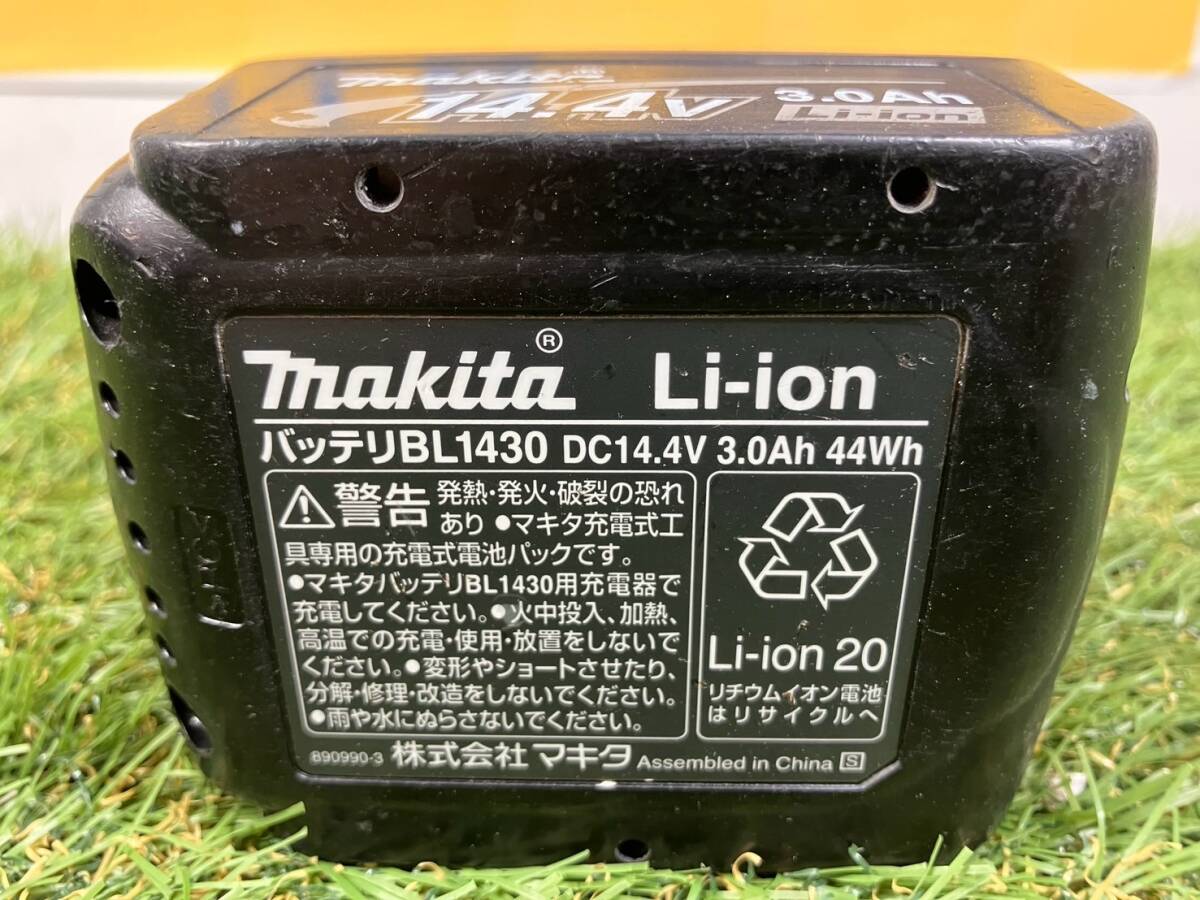 makita®
14.4V 3.0Ah
Li-ion
makita® Li-ion
バッテリBL1430 DC14.4V 3.0Ah 44Wh
警告 発熱・発火・破裂の恐れ
あり ●マキタ充電式工
具専用の充電式電池パックです。
●マキタバッテリBL1430用充電器で
充電してください。●火中投入、加熱、
高温での充電・使用・放置をしないで
ください。●変形やショートさせたり、
分解・修理・改造をしないでください。
●雨や水にぬらさないでください。
Li-ion 20
リチウムイオン電池
はリサイクルへ
890990-3 株式会社 マキタ Assembled in China S